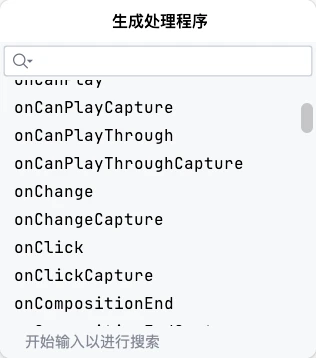 生成处理程序
onCanPlay
onCanPlayCapture
onCanPlayThrough
onCanPlayThroughCapture
onChange
onChangeCapture
onClick
onClickCapture
onCompositionEnd
开始输入以进行搜索